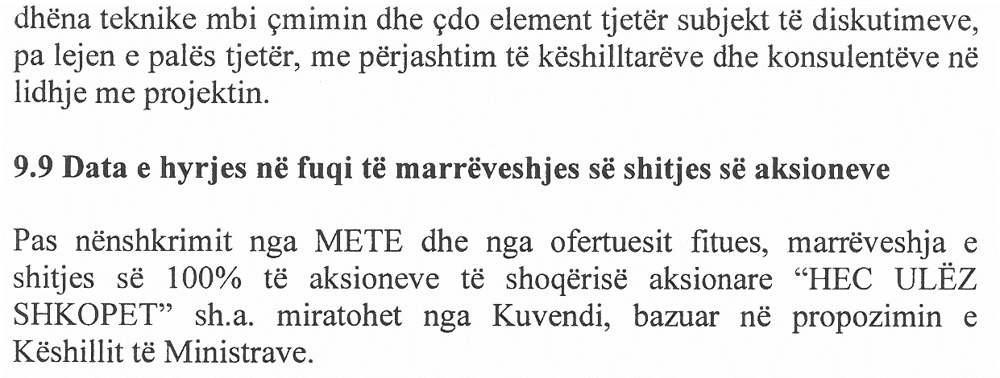 dhëna teknike mbi çmimin dhe çdo element tjetër subjekt të diskutimeve,
pa lejen e palës tjetër, me përjashtim të këshilltarëve dhe konsulentëve në
lidhje me projektin.
9.9 Data e hyrjes në fuqi të marrëveshjes së shitjes së aksioneve
Pas nënshkrimit nga METE dhe nga ofertuesit fitues, marrëveshja e
shitjes së 100% të aksioneve të shoqërisë aksionare “HEC ULËZ
SHKOPET” sh.a. miratohet nga Kuvendi, bazuar në propozimin e
Këshillit të Ministrave.